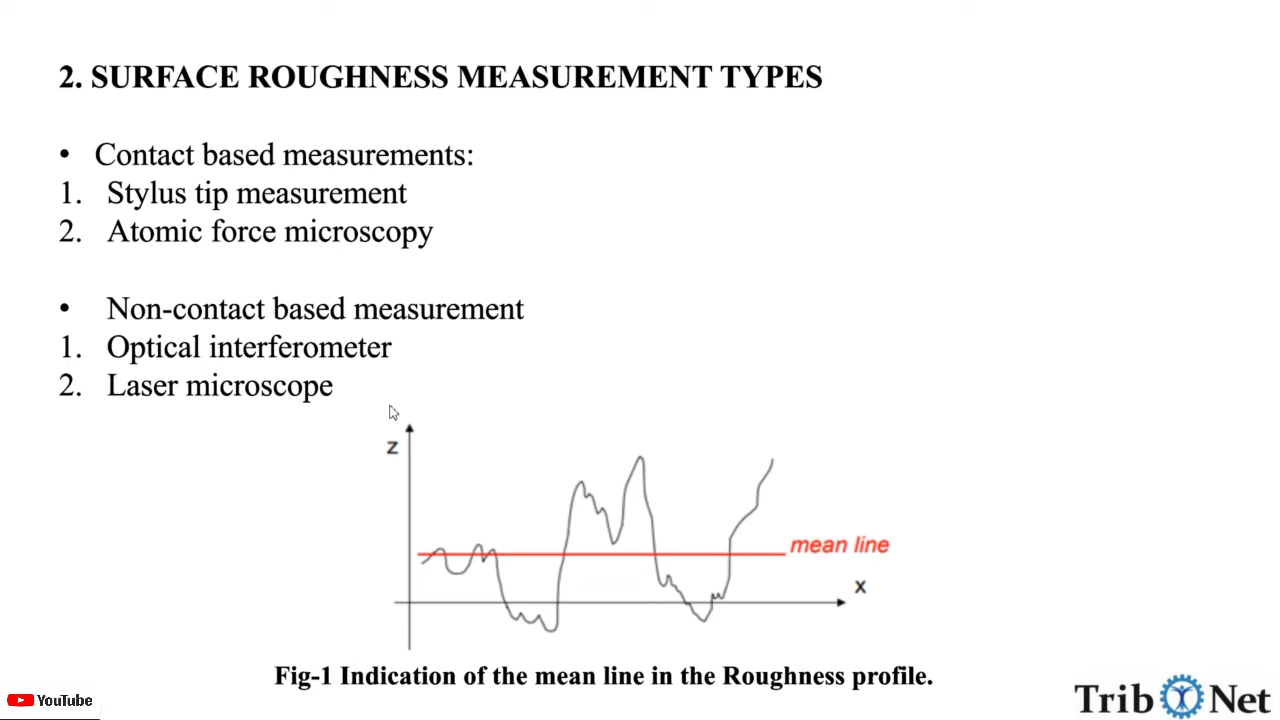 2. SURFACE ROUGHNESS MEASUREMENT TYPES
• Contact based measurements:
1. Stylus tip measurement
2. Atomic force microscopy
• Non-contact based measurement
1. Optical interferometer
2. Laser microscope
z
mean line
x
Fig-1 Indication of the mean line in the Roughness profile.
YouTube
Trib Net